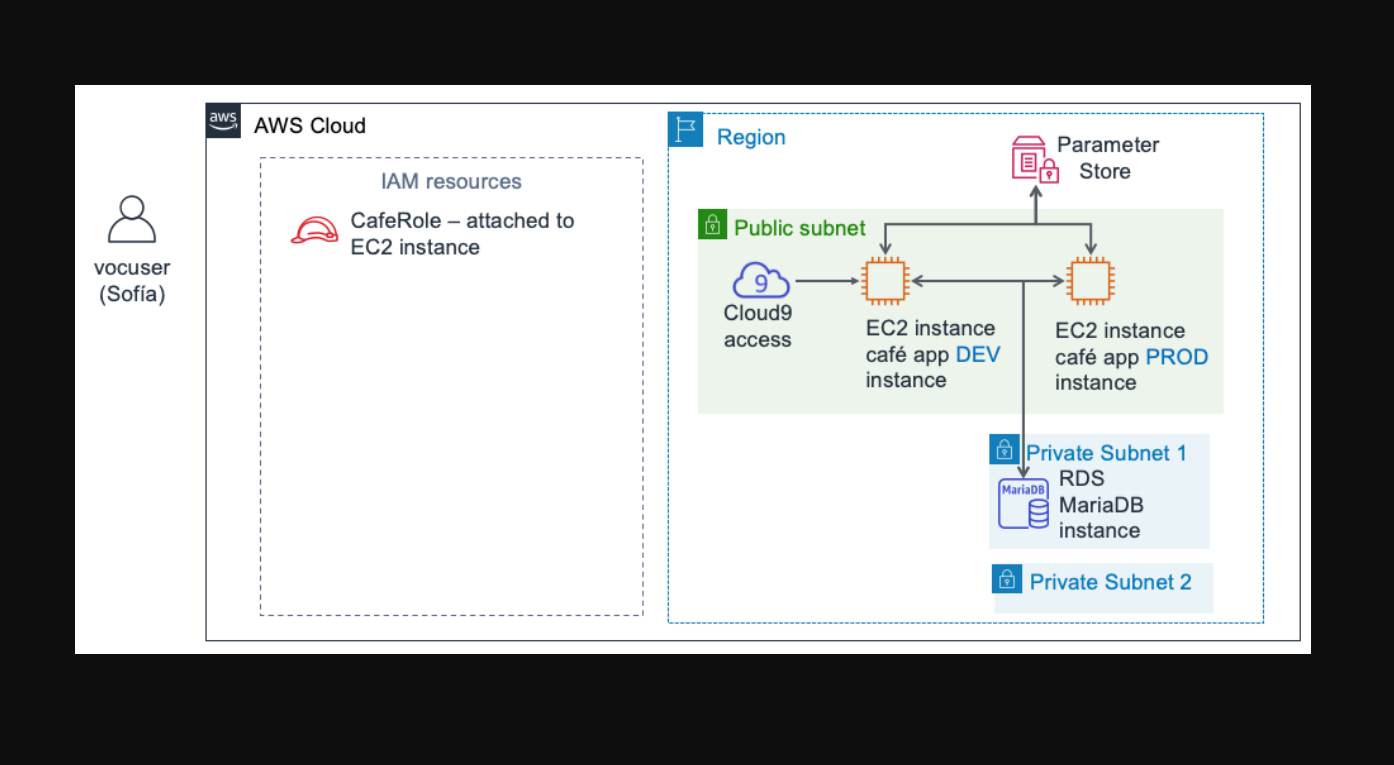 aws
AWS Cloud
vocuser
(Sofía)
IAM resources
CafeRole – attached to
EC2 instance
Region
Parameter
Store
Public subnet
9
Cloud9
access
EC2 instance
café app DEV
instance
EC2 instance
café app PROD
instance
Private Subnet 1
MariaDB
RDS
MariaDB
instance
Private Subnet 2